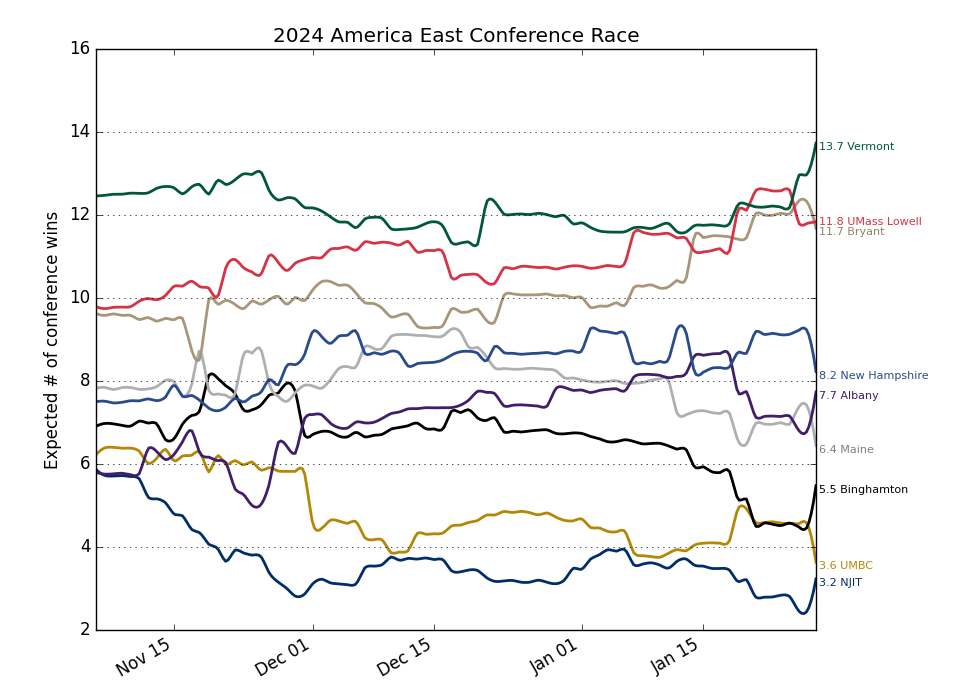 2024 America East Conference Race
Expected # of conference wins
16
14
12
10
8
6
4
2
Nov 15
Dec 01
Dec 15
Jan 01
Jan 15
13.7 Vermont
11.8 UMass Lowell
11.7 Bryant
8.2 New Hampshire
7.7 Albany
6.4 Maine
5.5 Binghamton
3.6 UMBC
3.2 NJIT